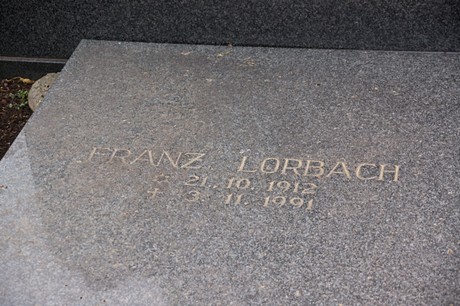 FRANZ LORBACH
* 21. 10. 1912
+ 3. 11. 1991